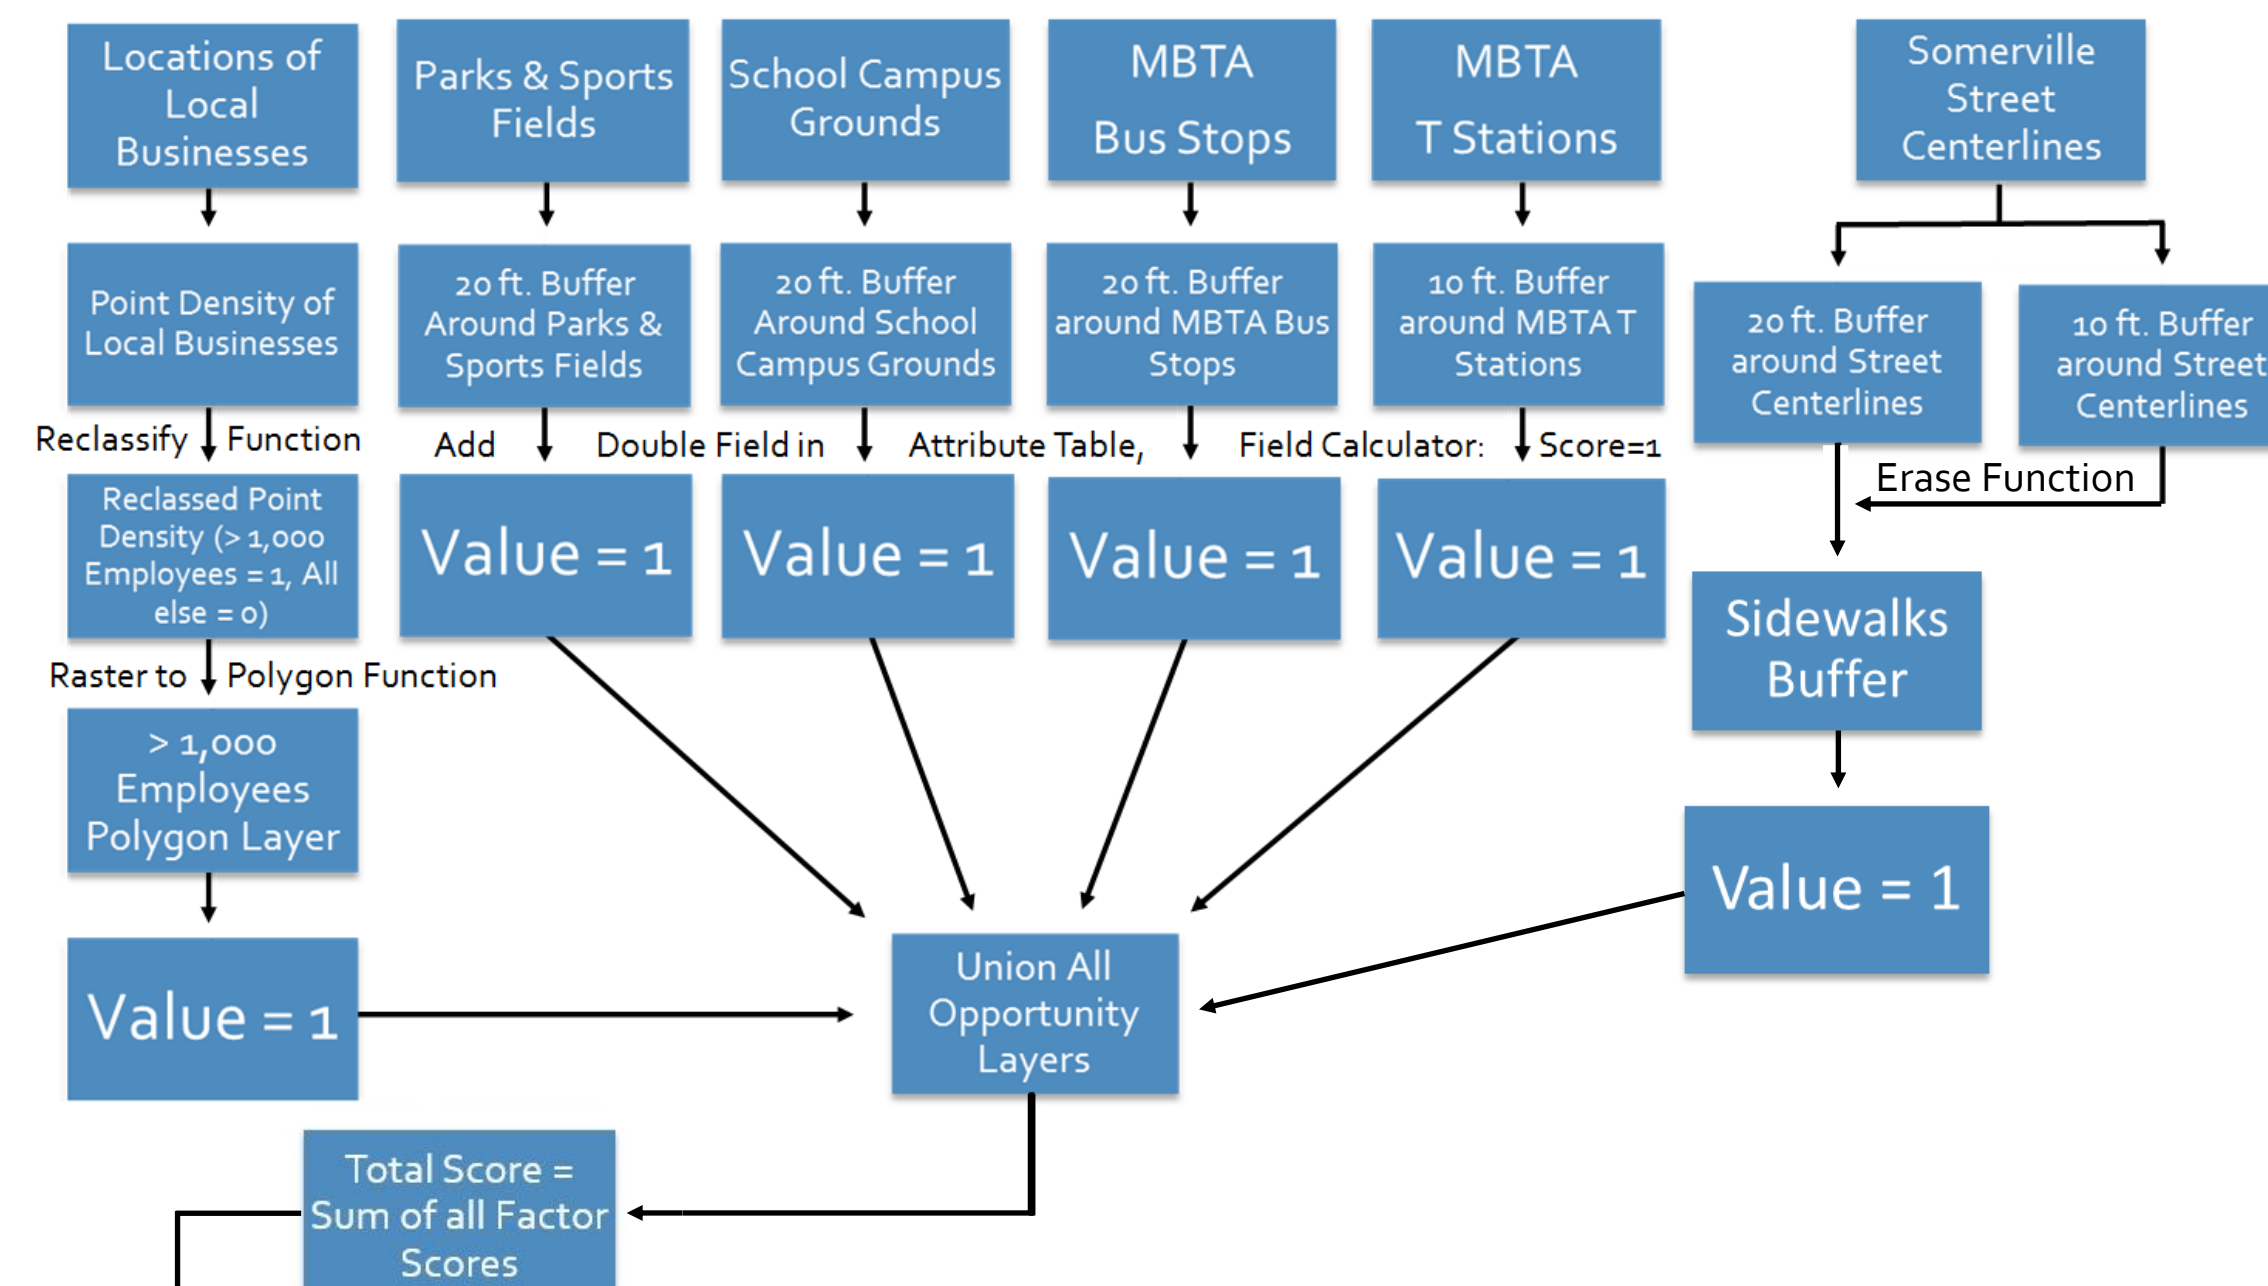 Locations of
Local
Businesses
Parks & Sports
Fields
School Campus
Grounds
MBTA
Bus Stops
MBTA
T Stations
Somerville
Street
Centerlines
Point Density of
Local Businesses
20 ft. Buffer
Around Parks &
Sports Fields
20 ft. Buffer
Around School
Campus Grounds
20 ft. Buffer
around MBTA Bus
Stops
10 ft. Buffer
around MBTA T
Stations
20 ft. Buffer
around Street
Centerlines
10 ft. Buffer
around Street
Centerlines
Reclassify Function
Add Double Field in Attribute Table, Field Calculator: Score=1
Erase Function
Reclassed Point
Density (> 1,000
Employees = 1, All
else = 0)
Value = 1
Value = 1
Value = 1
Value = 1
Sidewalks
Buffer
Raster to Polygon Function
> 1,000
Employees
Polygon Layer
Value = 1
Value = 1
Union All
Opportunity
Layers
Total Score =
Sum of all Factor
Scores